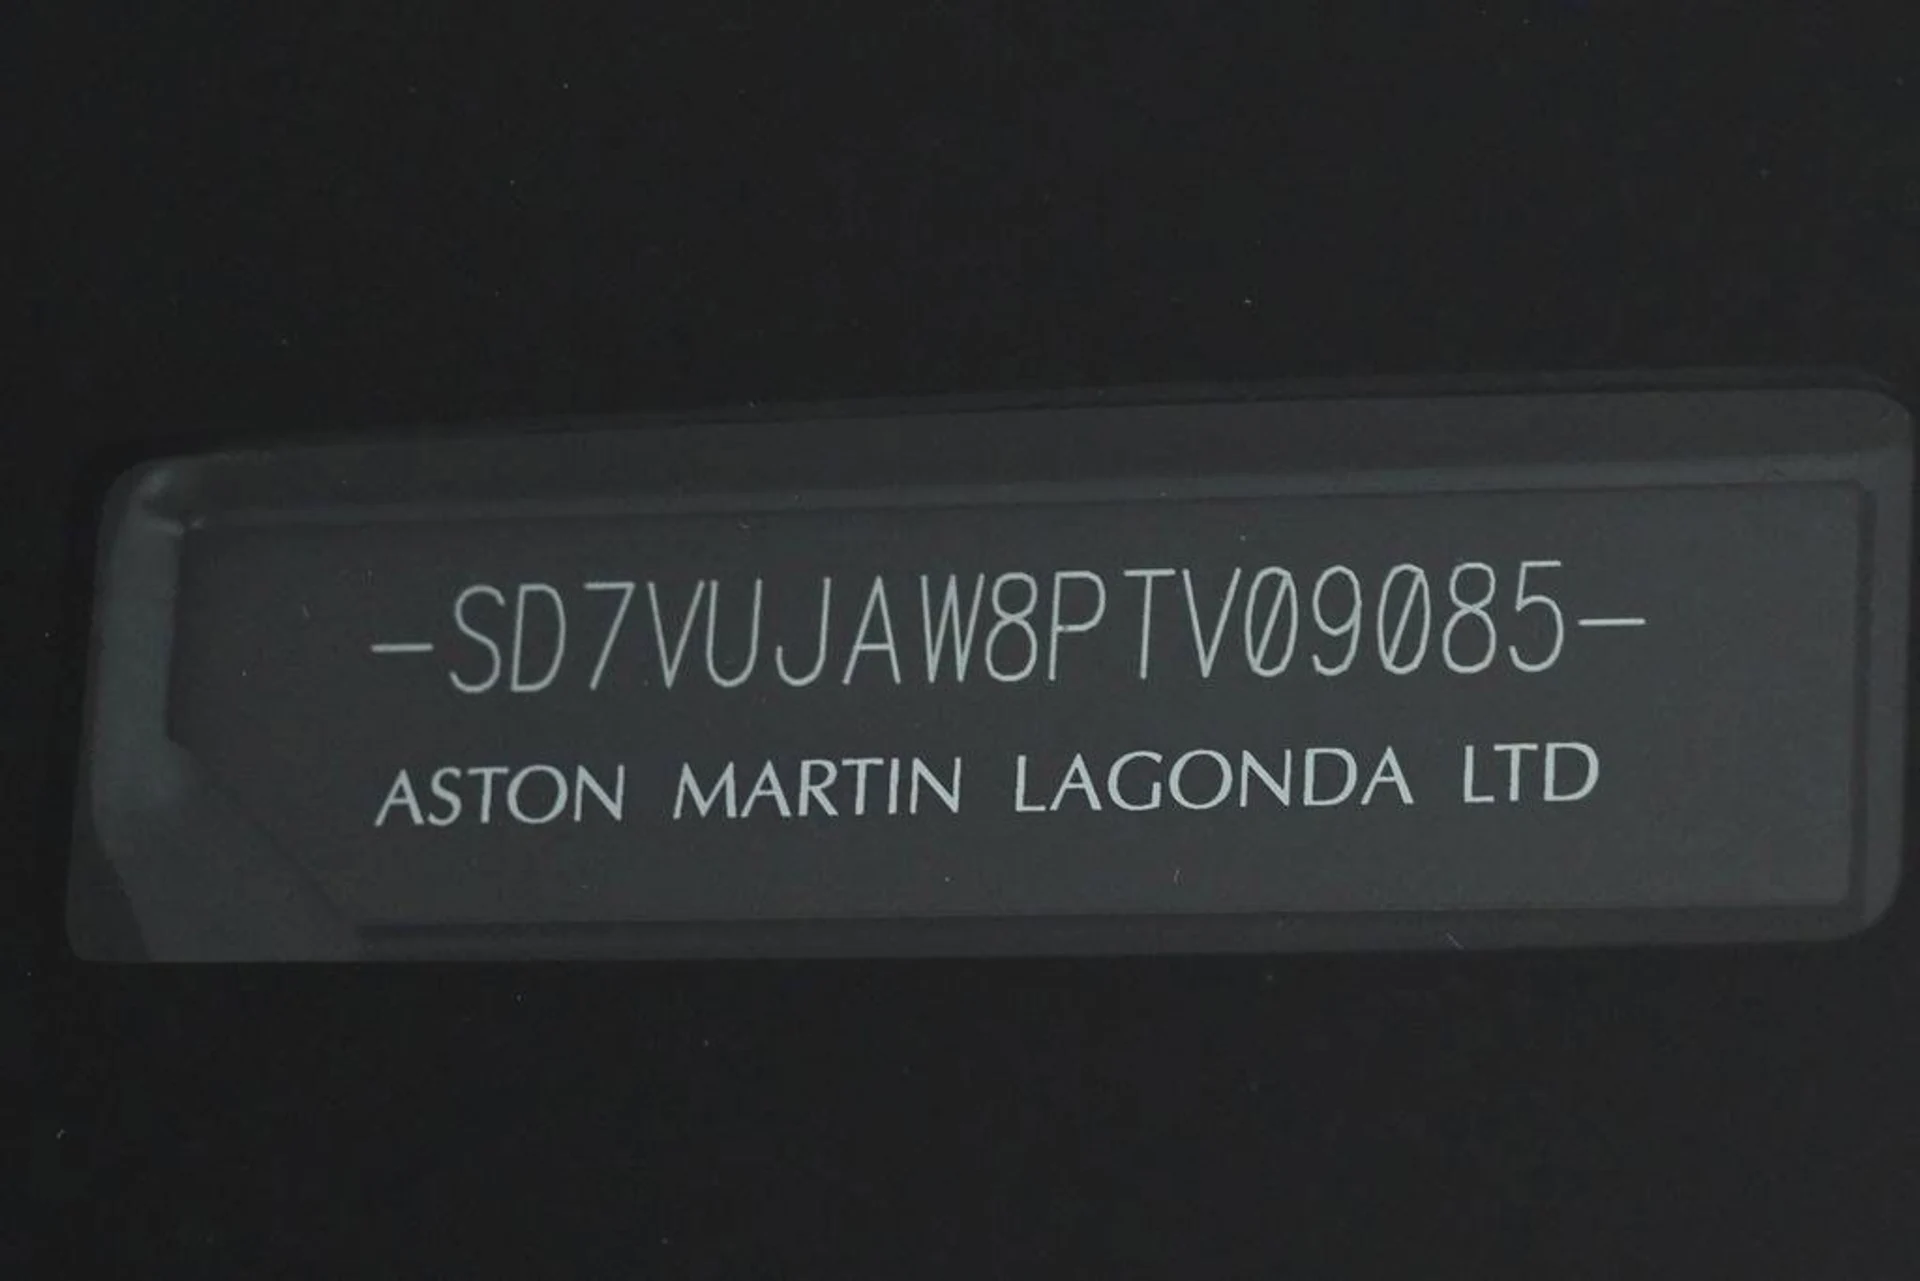 -SD7VUJAW8PTV09085-
ASTON MARTIN LAGONDA LTD